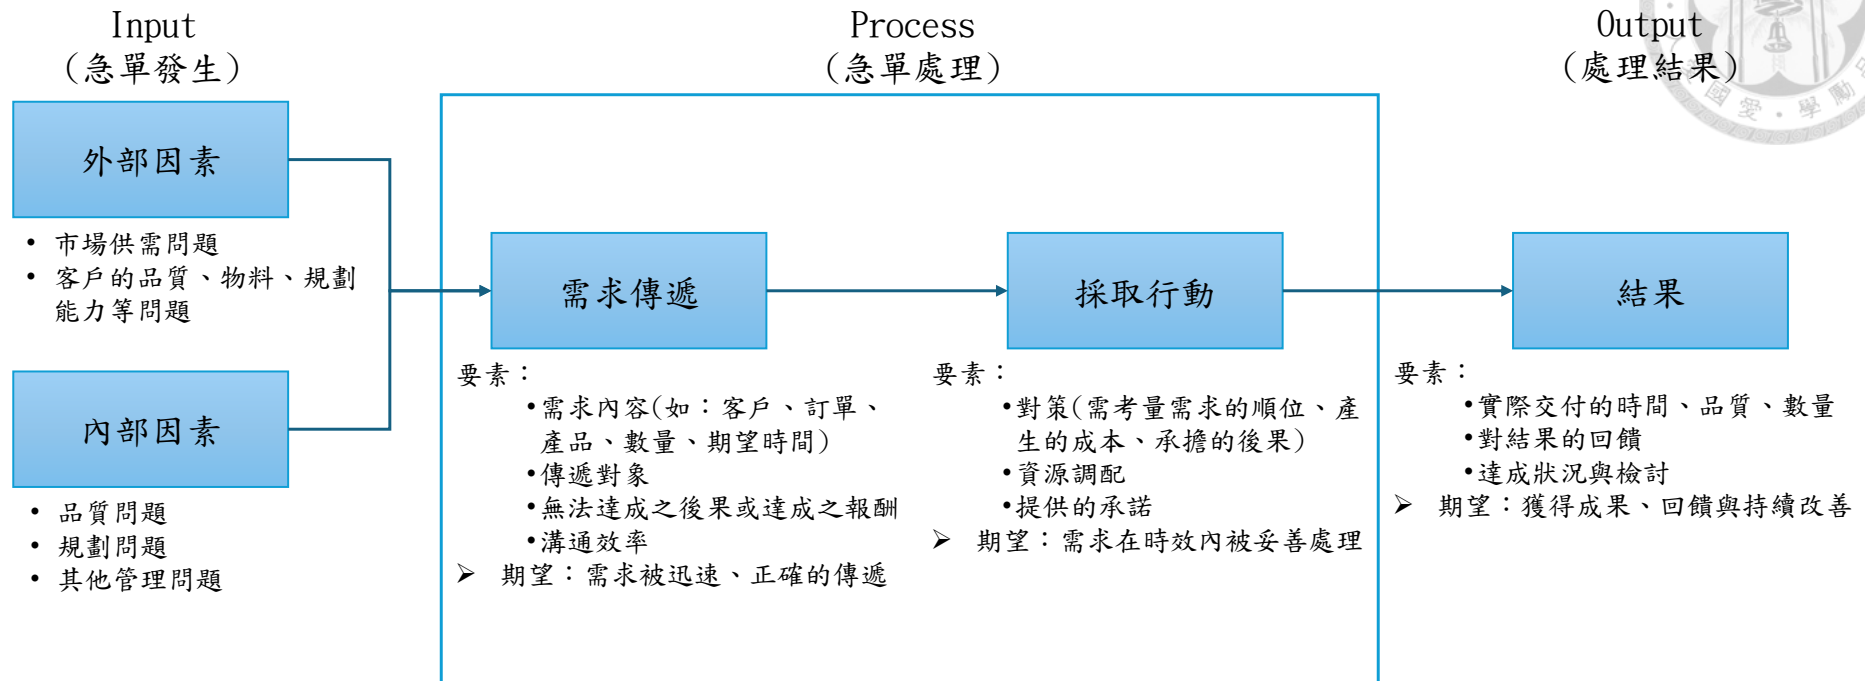 Input
(急單發生)
Process
(急單處理)
Output
(處理結果)
外部因素
• 市場供需問題
• 客戶的品質、物料、規劃
能力等問題
內部因素
• 品質問題
• 規劃問題
• 其他管理問題
需求傳遞
要素：
•需求內容(如：客戶、訂單、
產品、數量、期望時間)
•傳遞對象
•無法達成之後果或達成之報酬
•溝通效率
➢ 期望：需求被迅速、正確的傳遞
採取行動
要素：
•對策(需考量需求的順位、產
生的成本、承擔的後果)
•資源調配
•提供的承諾
➢ 期望：需求在時效內被妥善處理
結果
要素：
•實際交付的時間、品質、數量
•對結果的回饋
•達成狀況與檢討
➢ 期望：獲得成果、回饋與持續改善
國愛·學勵